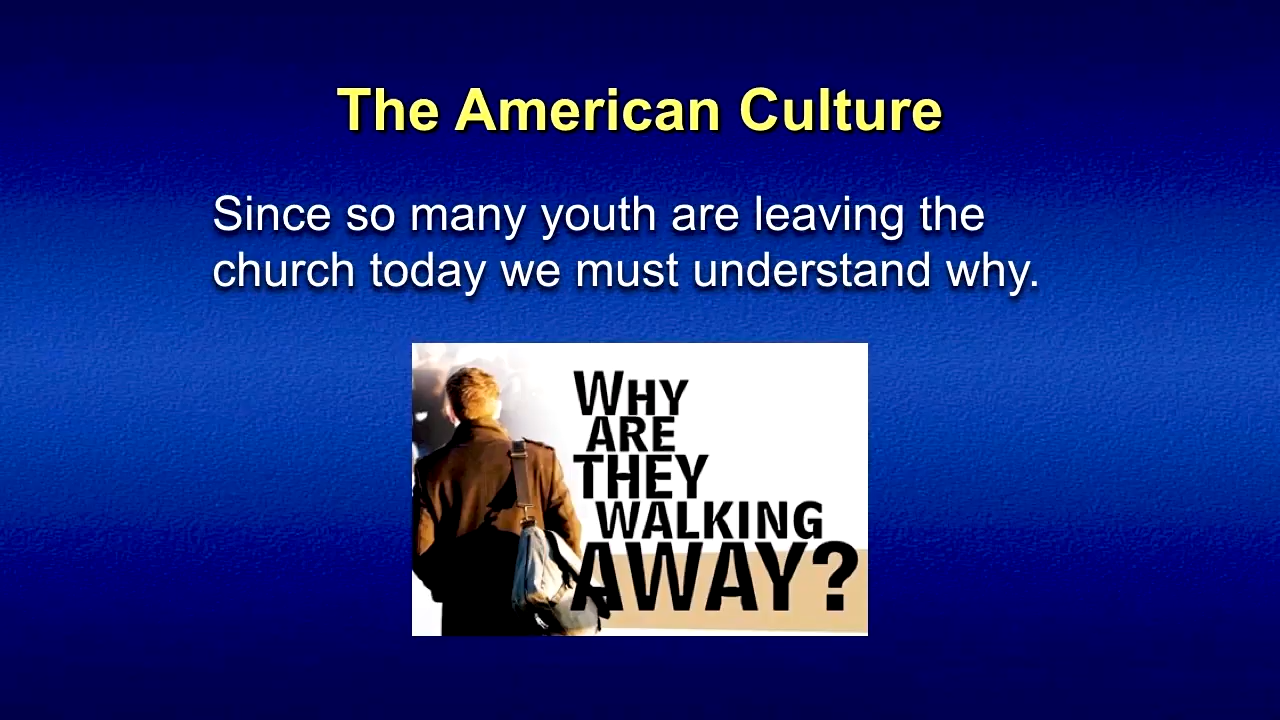 The American Culture
Since so many youth are leaving the
church today we must understand why.
WHY
ARE
THEY
WALKING
AWAY?